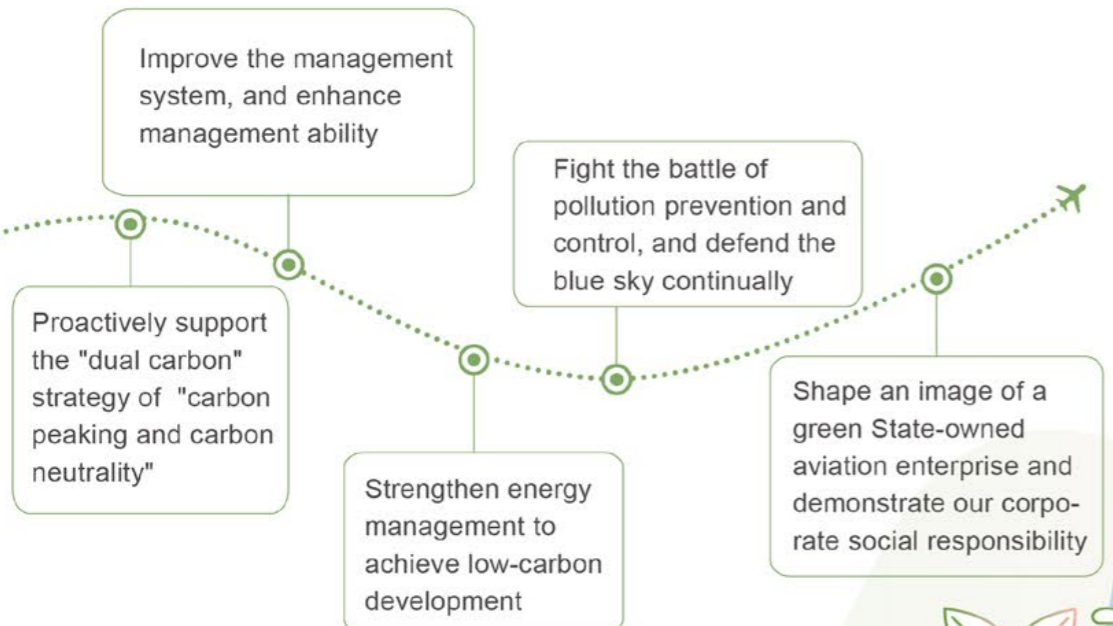 Improve the management
system, and enhance
management ability
Fight the battle of
pollution prevention and
control, and defend the
blue sky continually
Proactively support
the "dual carbon"
strategy of "carbon
peaking and carbon
neutrality"
Strengthen energy
management to
achieve low-carbon
development
Shape an image of a
green State-owned
aviation enterprise and
demonstrate our corpo-
rate social responsibility